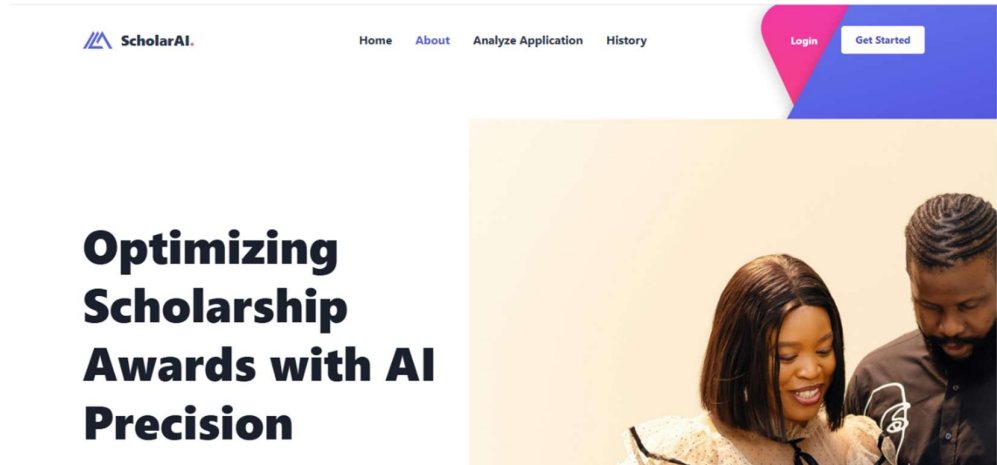 ScholarAI.
Home About Analyze Application History
Login Get Started
Optimizing
Scholarship
Awards with AI
Precision